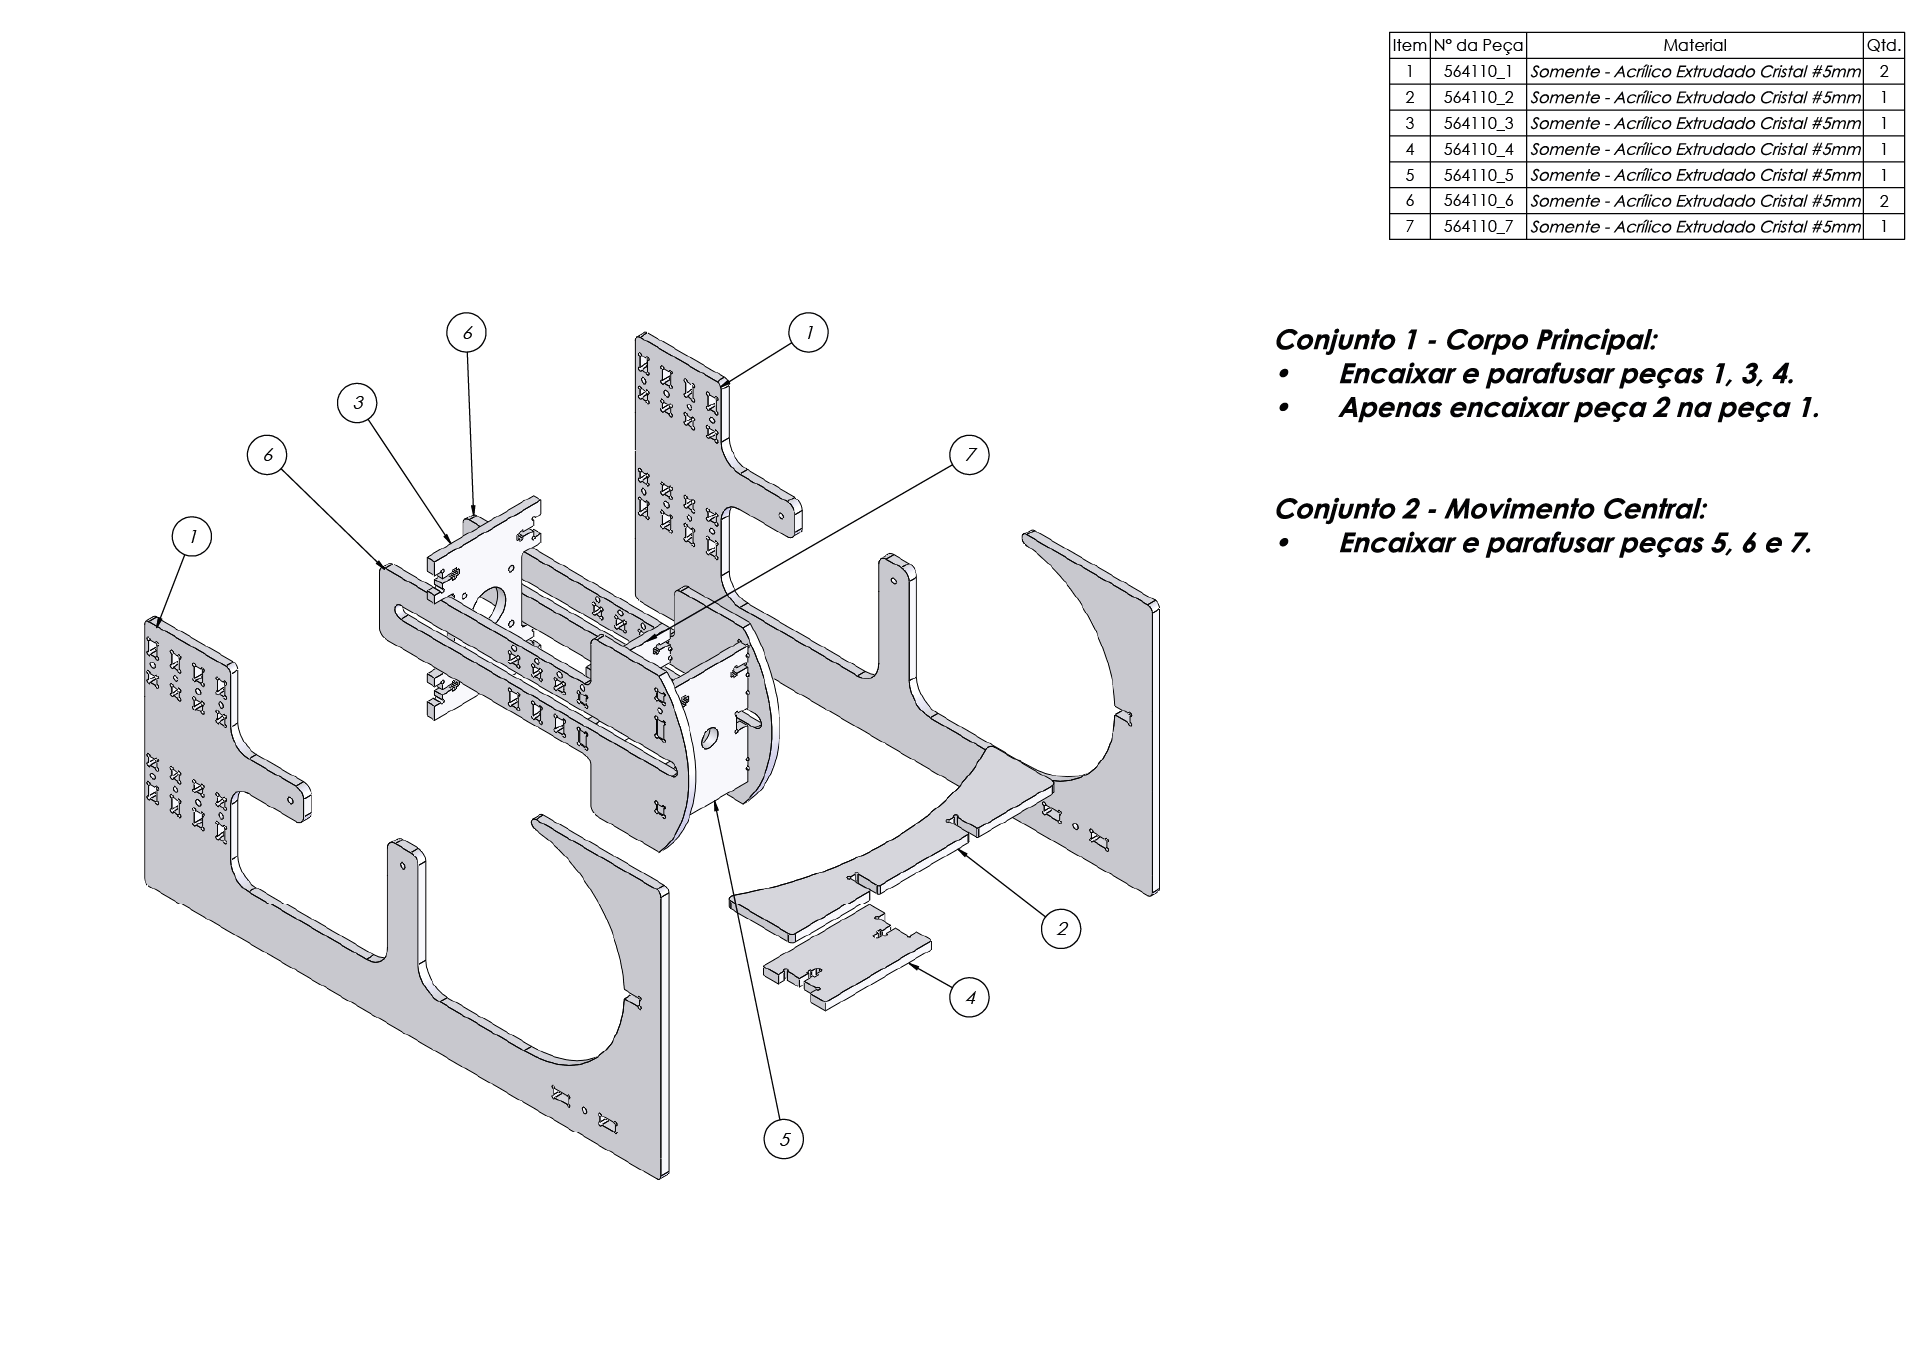 Item Nº da Peça Material Qtd.
1 564110_1 Somente - Acrílico Extrudado Cristal #5mm 2
2 564110_2 Somente - Acrílico Extrudado Cristal #5mm 1
3 564110_3 Somente - Acrílico Extrudado Cristal #5mm 1
4 564110_4 Somente - Acrílico Extrudado Cristal #5mm 1
5 564110_5 Somente - Acrílico Extrudado Cristal #5mm 1
6 564110_6 Somente - Acrílico Extrudado Cristal #5mm 2
7 564110_7 Somente - Acrílico Extrudado Cristal #5mm 1
Conjunto 1 - Corpo Principal:
• Encaixar e parafusar peças 1, 3, 4.
• Apenas encaixar peça 2 na peça 1.
Conjunto 2 - Movimento Central:
• Encaixar e parafusar peças 5, 6 e 7.
6
1
3
6
7
1
2
4
5